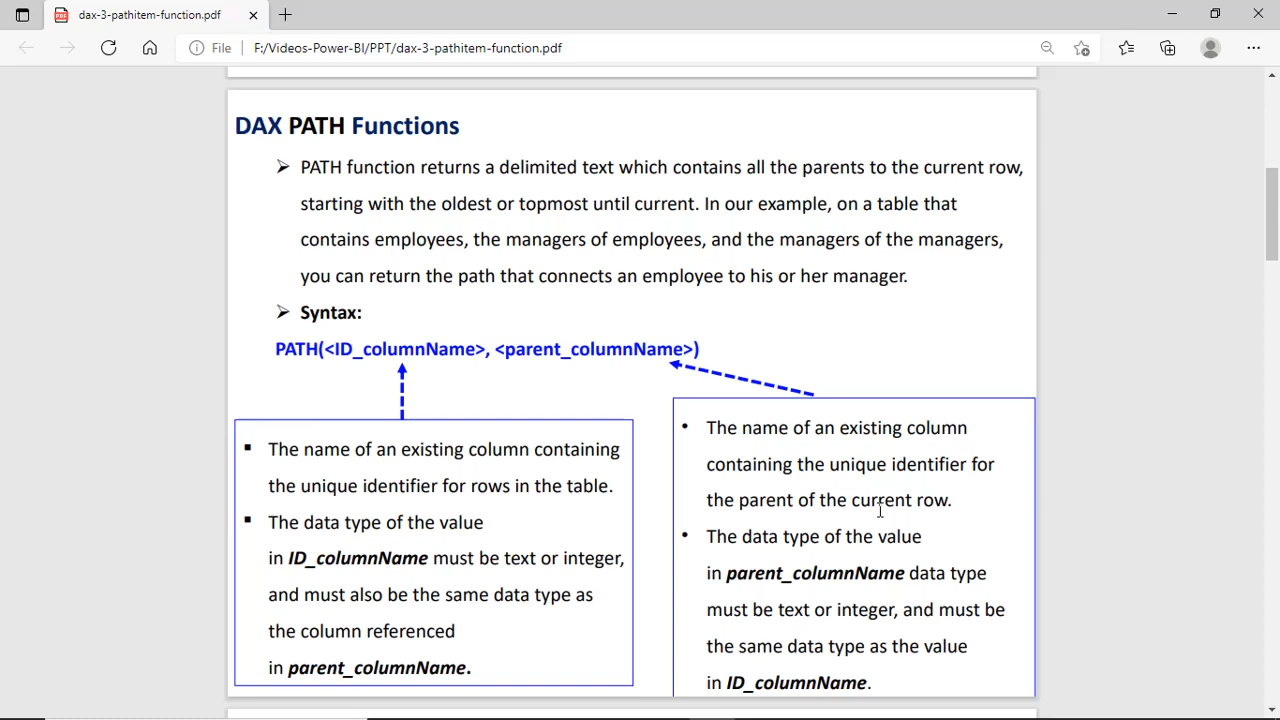 dax-3-pathitem-function.pdf
File
F:/Videos-Power-BI/PPT/dax-3-pathitem-function.pdf
DAX PATH Functions
PATH function returns a delimited text which contains all the parents to the current row,
starting with the oldest or topmost until current. In our example, on a table that
contains employees, the managers of employees, and the managers of the managers,
you can return the path that connects an employee to his or her manager.
Syntax:
PATH(<ID_columnName>, <parent_columnName>)
The name of an existing column containing
the unique identifier for rows in the table.
The data type of the value
in ID_columnName must be text or integer,
and must also be the same data type as
the column referenced
in parent_columnName.
The name of an existing column
containing the unique identifier for
the parent of the current row.
The data type of the value
in parent_columnName data type
must be text or integer, and must be
the same data type as the value
in ID_columnName.